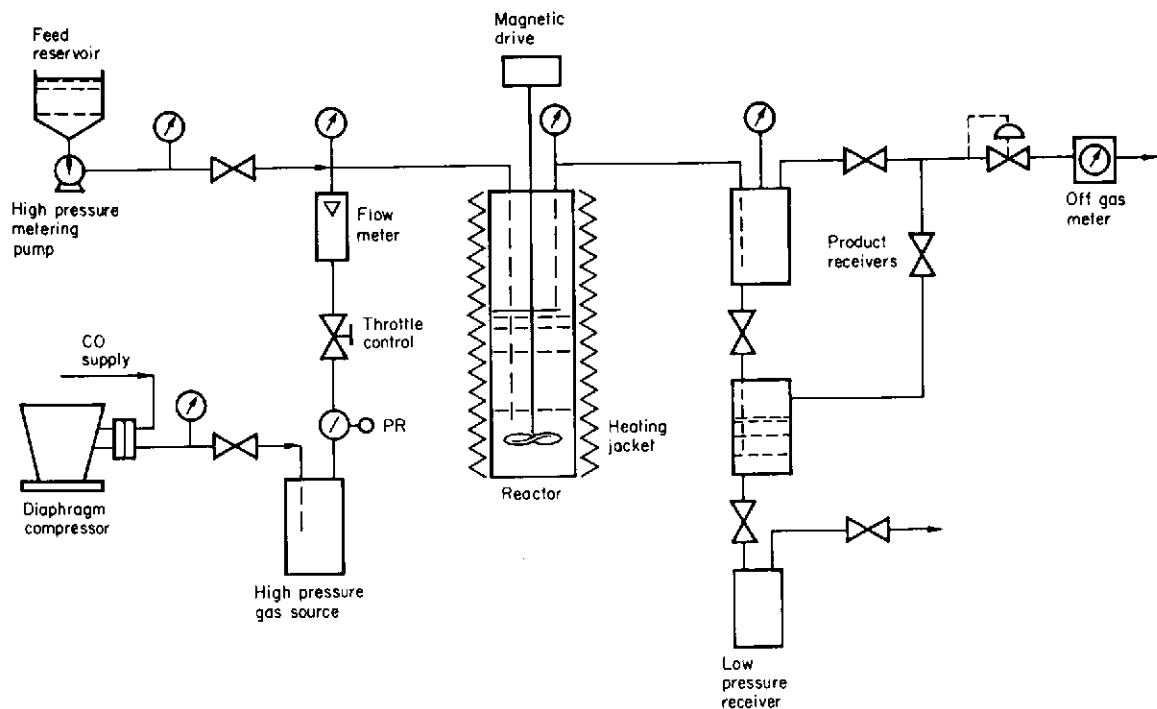 Feed
reservoir
High pressure
metering
pump
Magnetic
drive
Flow
meter
Throttle
control
PR
CO
supply
Diaphragm
compressor
High pressure
gas source
Reactor
Heating
jacket
Product
receivers
Off gas
meter
Low
pressure
receiver